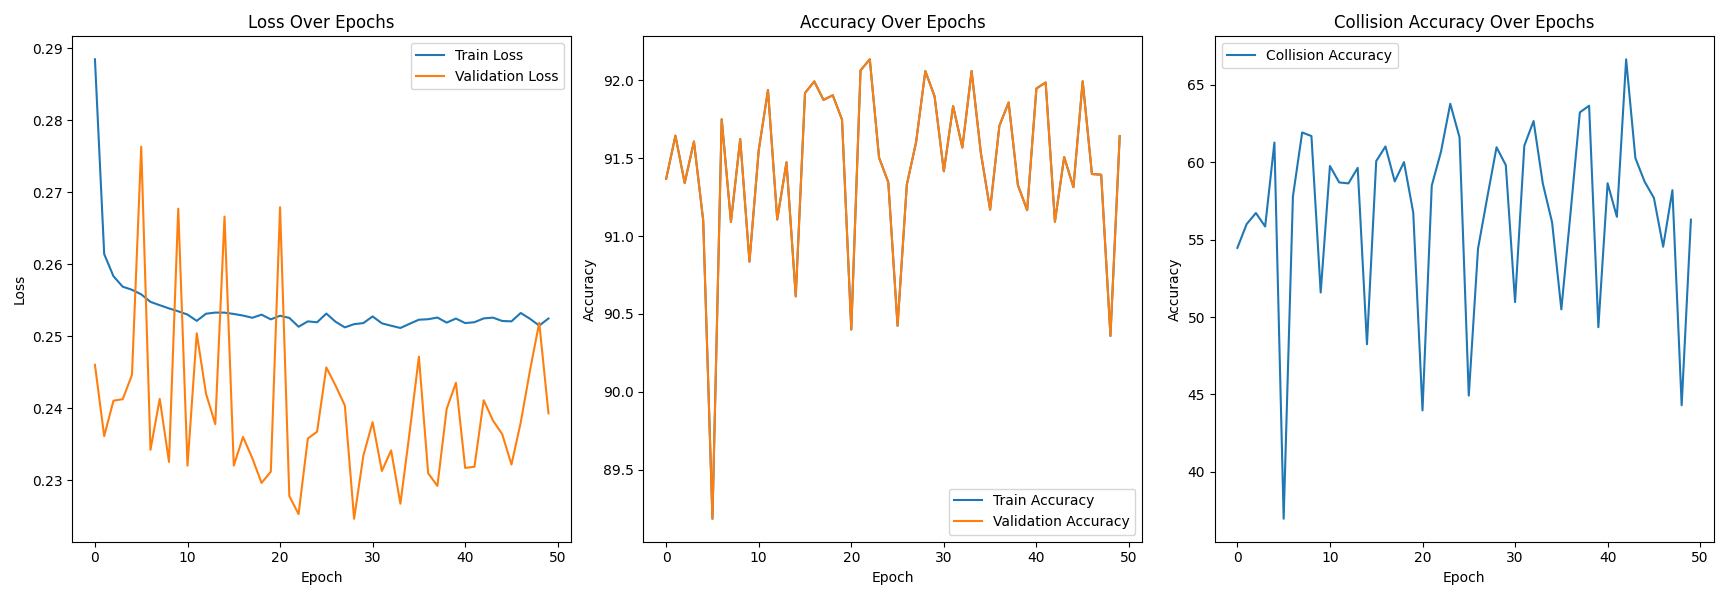 Loss Over Epochs
Train Loss
Validation Loss
0.29
0.28
0.27
0.26
0.25
0.24
0.23
Loss
0 10 20 30 40 50
Epoch
Accuracy Over Epochs
92.0
91.5
91.0
90.5
90.0
89.5
Accuracy
Train Accuracy
Validation Accuracy
0 10 20 30 40 50
Epoch
Collision Accuracy Over Epochs
Collision Accuracy
65
60
55
50
45
40
Accuracy
0 10 20 30 40 50
Epoch